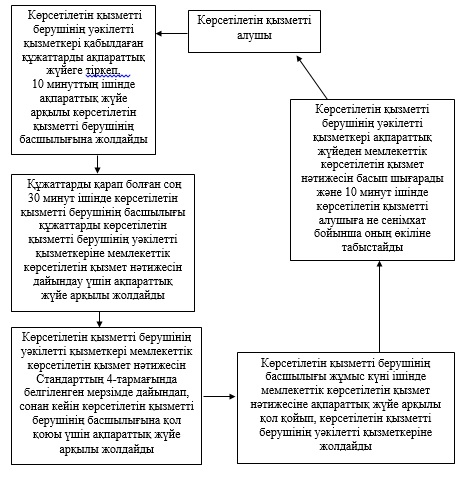 Көрсетілетін қызметті
алушы
Көрсетілетін қызметті
берушінің уәкілетті
қызметкері қабылдаған
құжаттарды ақпараттық
жүйеге тіркеп,
10 минуттың ішінде
ақпараттық жүйе
арқылы көрсетілетін
қызметті берушінің
басшылығына жолдайды
Құжаттарды қарап болған соң
30 минут ішінде көрсетілетін
қызметті берушінің басшылығы
құжаттарды көрсетілетін
қызметті берушінің уәкілетті
қызметкеріне мемлекеттік
көрсетілетін қызмет нәтижесін
дайындау үшін ақпараттық
жүйе арқылы жолдайды
Көрсетілетін қызметті берушінің
уәкілетті қызметкері мемлекеттік
көрсетілетін қызмет нәтижесін
Стандарттың 4-тармағында
белгіленген мерзімде дайындап,
сонан кейін көрсетілетін қызметті
берушінің басшылығына қол
қоюы үшін ақпараттық жүйе
арқылы жолдайды
Көрсетілетін қызметті берушінің
басшылығы жұмыс күні ішінде
мемлекеттік көрсетілетін қызмет
нәтижесіне ақпараттық жүйе арқылы
қол қойып, көрсетілетін қызметті
берушінің уәкілетті қызметкеріне
жолдайды
Көрсетілетін қызметті
берушінің уәкілетті
қызметкері ақпараттық
жүйеден мемлекеттік
көрсетілетін қызмет
нәтижесін басып шығарады
және 10 минут ішінде
көрсетілетін қызметті
алушыға не сенімхат
бойынша оның өкіліне
табыстайды